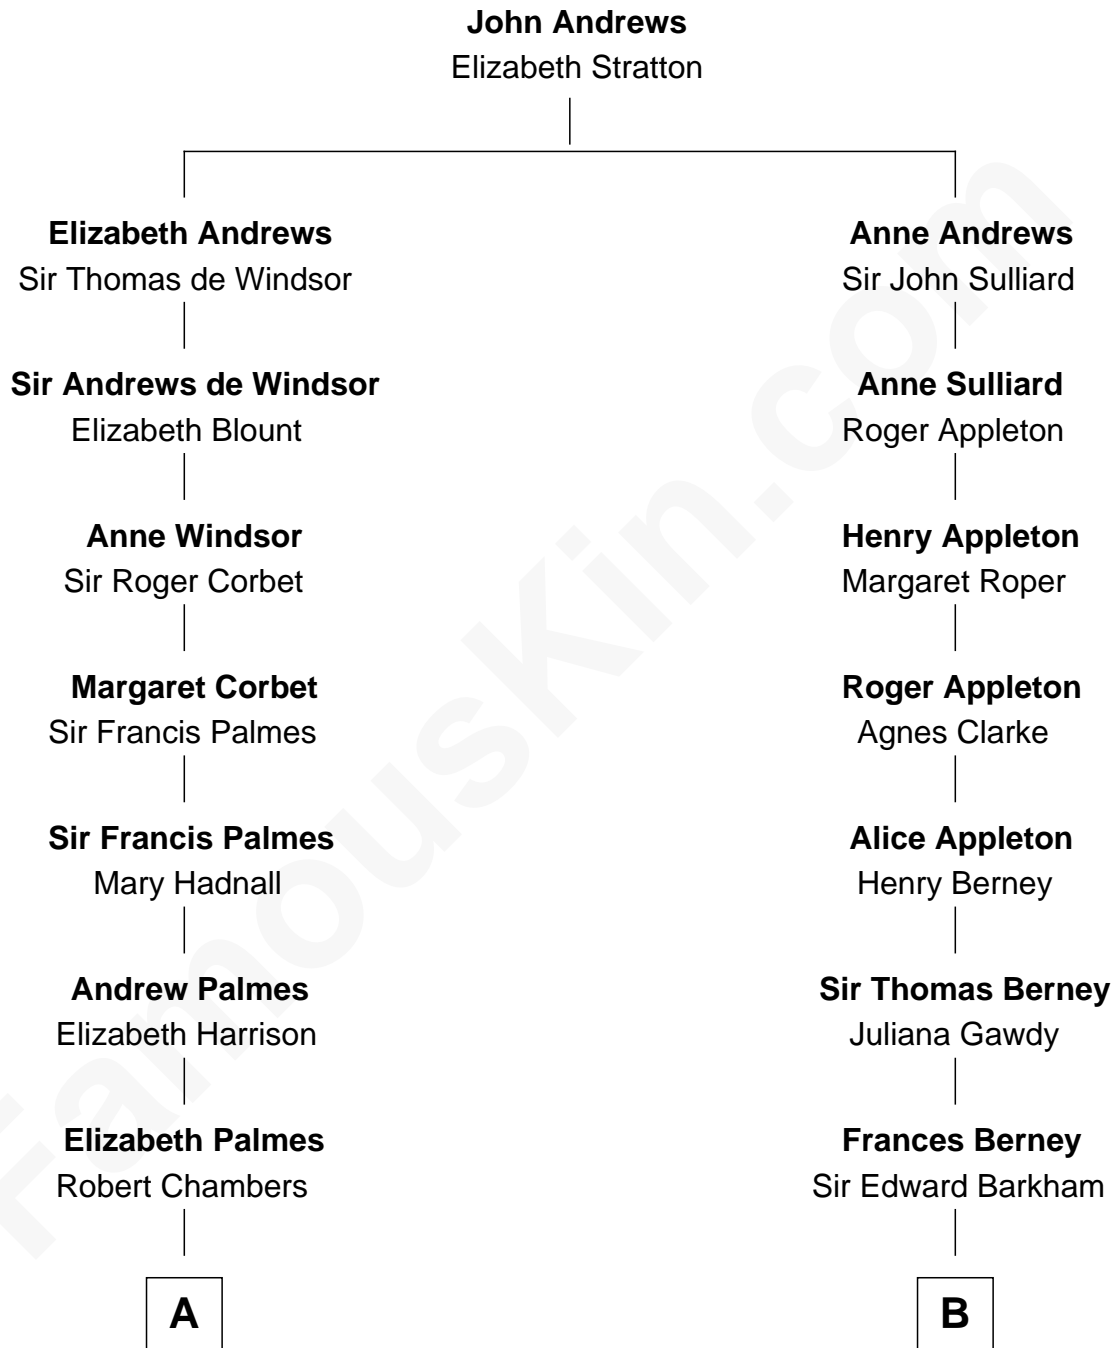 John Andrews
Elizabeth Stratton
Elizabeth Andrews
Sir Thomas de Windsor
Anne Andrews
Sir John Sulliard
Sir Andrews de Windsor
Elizabeth Blount
Anne Sulliard
Roger Appleton
Anne Windsor
Sir Roger Corbet
Henry Appleton
Margaret Roper
Margaret Corbet
Sir Francis Palmes
Roger Appleton
Agnes Clarke
Sir Francis Palmes
Mary Hadnall
Alice Appleton
Henry Berney
Andrew Palmes
Elizabeth Harrison
Sir Thomas Berney
Juliana Gawdy
Elizabeth Palmes
Robert Chambers
Frances Berney
Sir Edward Barkham
A
B
FamousKin.com